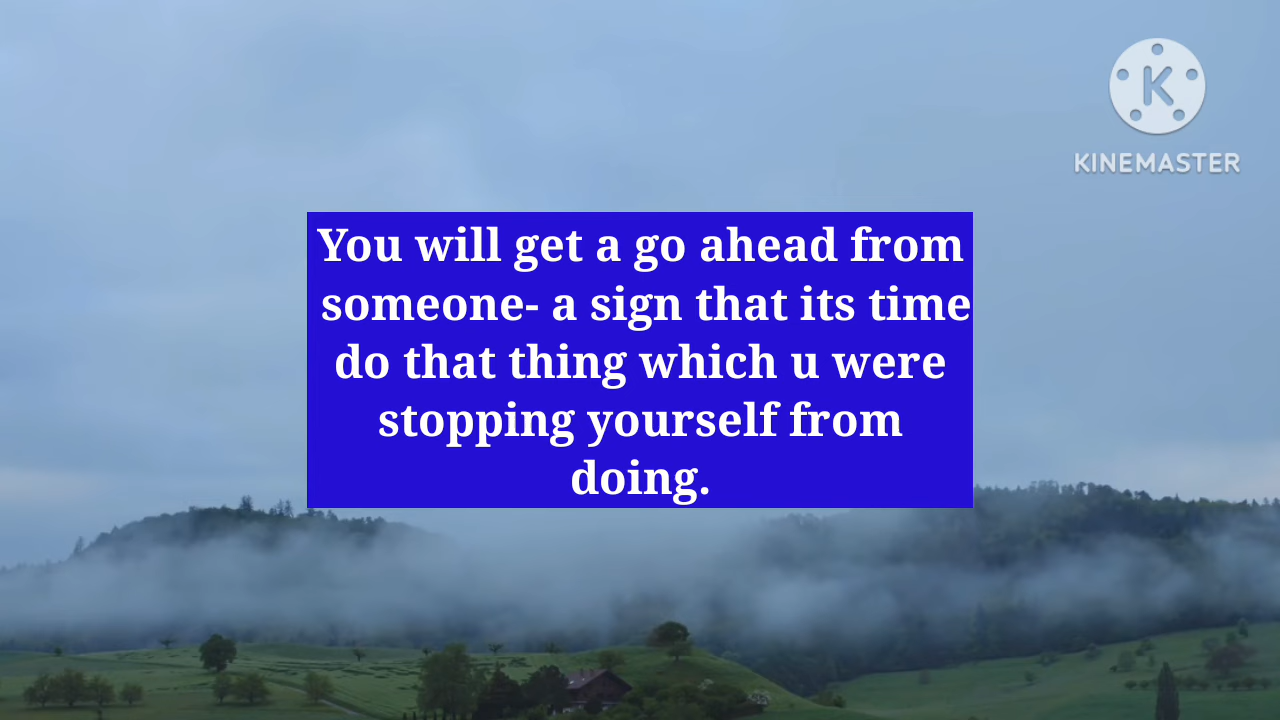 KINEMASTER
You will get a go ahead from
someone- a sign that its time
do that thing which u were
stopping yourself from
doing.